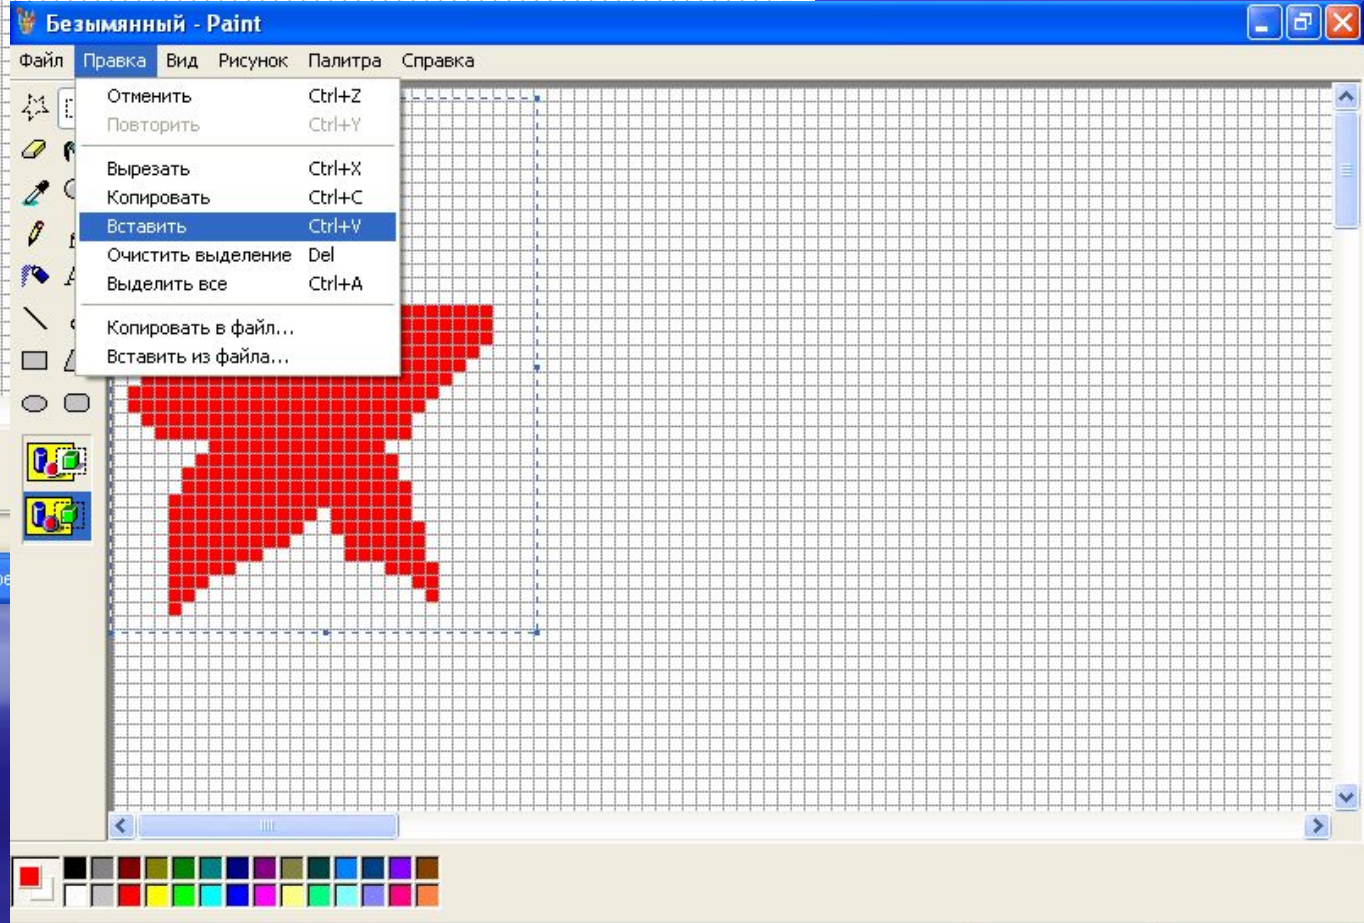 Безымянный - Paint
Файл Правка Вид Рисунок Палитра Справка
Отменить Ctrl+Z
Повторить Ctrl+Y
Вырезать Ctrl+X
Копировать Ctrl+C
Вставить Ctrl+V
Очистить выделение Del
Выделить все Ctrl+A
Копировать в файл...
Вставить из файла...